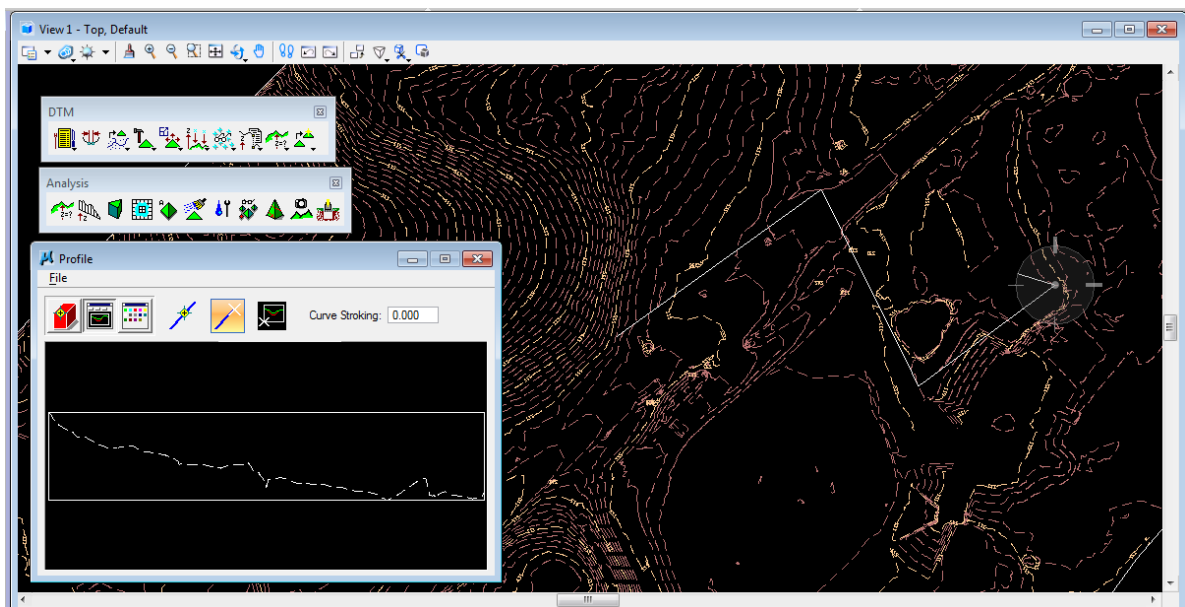 View 1 - Top, Default
DTM
Analysis
Profile
File
Curve Stroking: 0.000